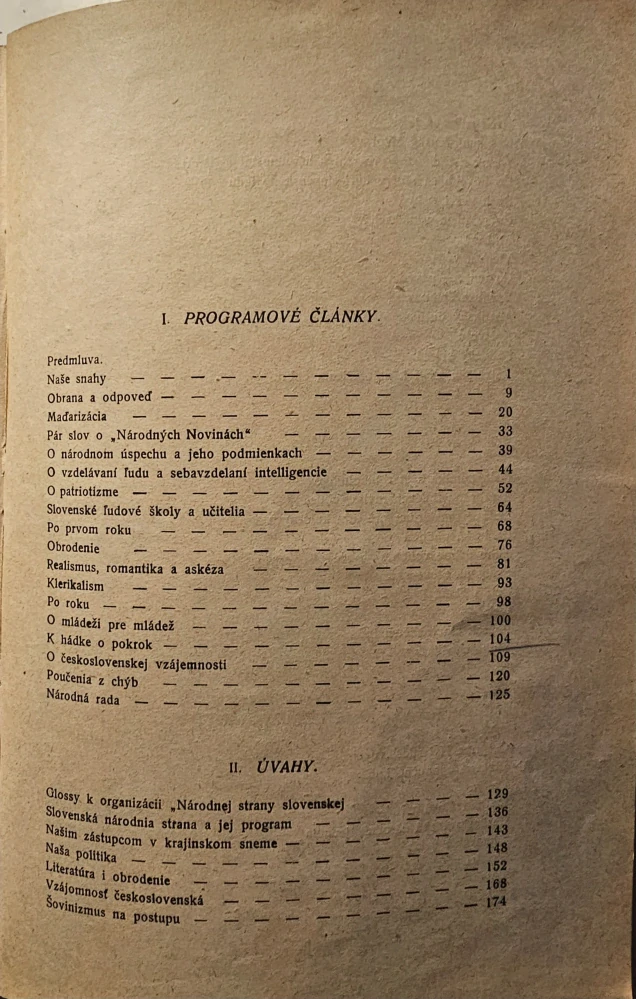 I. PROGRAMOVÉ ČLÁNKY.
Predmluva.
Naše snahy — — — — — — — — — — — — 1
Obrana a odpoveď — — — — — — — — — — — 9
Maďarizácia — — — — — — — — — — — — 20
Pár slov o „Národných Novinách“ — — — — — — — 33
O národnom úspechu a jeho podmienkach — — — — — — 39
O vzdelávaní ľudu a sebavzdelaní intelligencie — — — — — 44
O patriotizme — — — — — — — — — — — — 52
Slovenské ľudové školy a učitelia — — — — — — — — 64
Po prvom roku — — — — — — — — — — — 68
Obrodenie — — — — — — — — — — — — 76
Realismus, romantika a askéza — — — — — — — — — 81
Klerikalism — — — — — — — — — — — — 93
Po roku — — — — — — — — — — — — — 98
O mládeži pre mládež — — — — — — — — — — 100
K hádke o pokrok — — — — — — — — — — — 104
O československej vzájemnosti — — — — — — — — 109
Poučenia z chýb — — — — — — — — — — — 120
Národná rada — — — — — — — — — — — — 125
II. ÚVAHY.
Glossy k organizácii „Národnej strany slovenskej — — — — 129
Slovenská národnia strana a jej program — — — — — — 136
Našim zástupcom v krajinskom sneme — — — — — — — 143
Naša politika — — — — — — — — — — — — 148
Literatúra i obrodenie — — — — — — — — — — 152
Vzájomnosť československá — — — — — — — — — 168
Šovinizmus na postupu — — — — — — — — — — 174